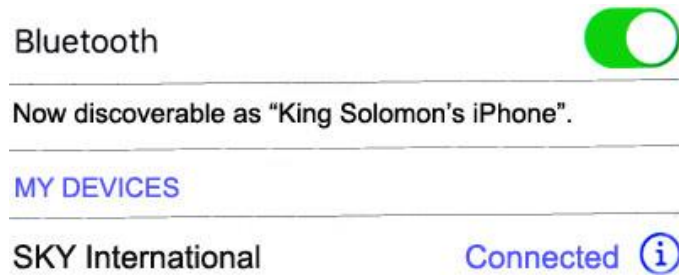 Bluetooth
Now discoverable as “King Solomon’s iPhone”.
MY DEVICES
SKY International Connected i